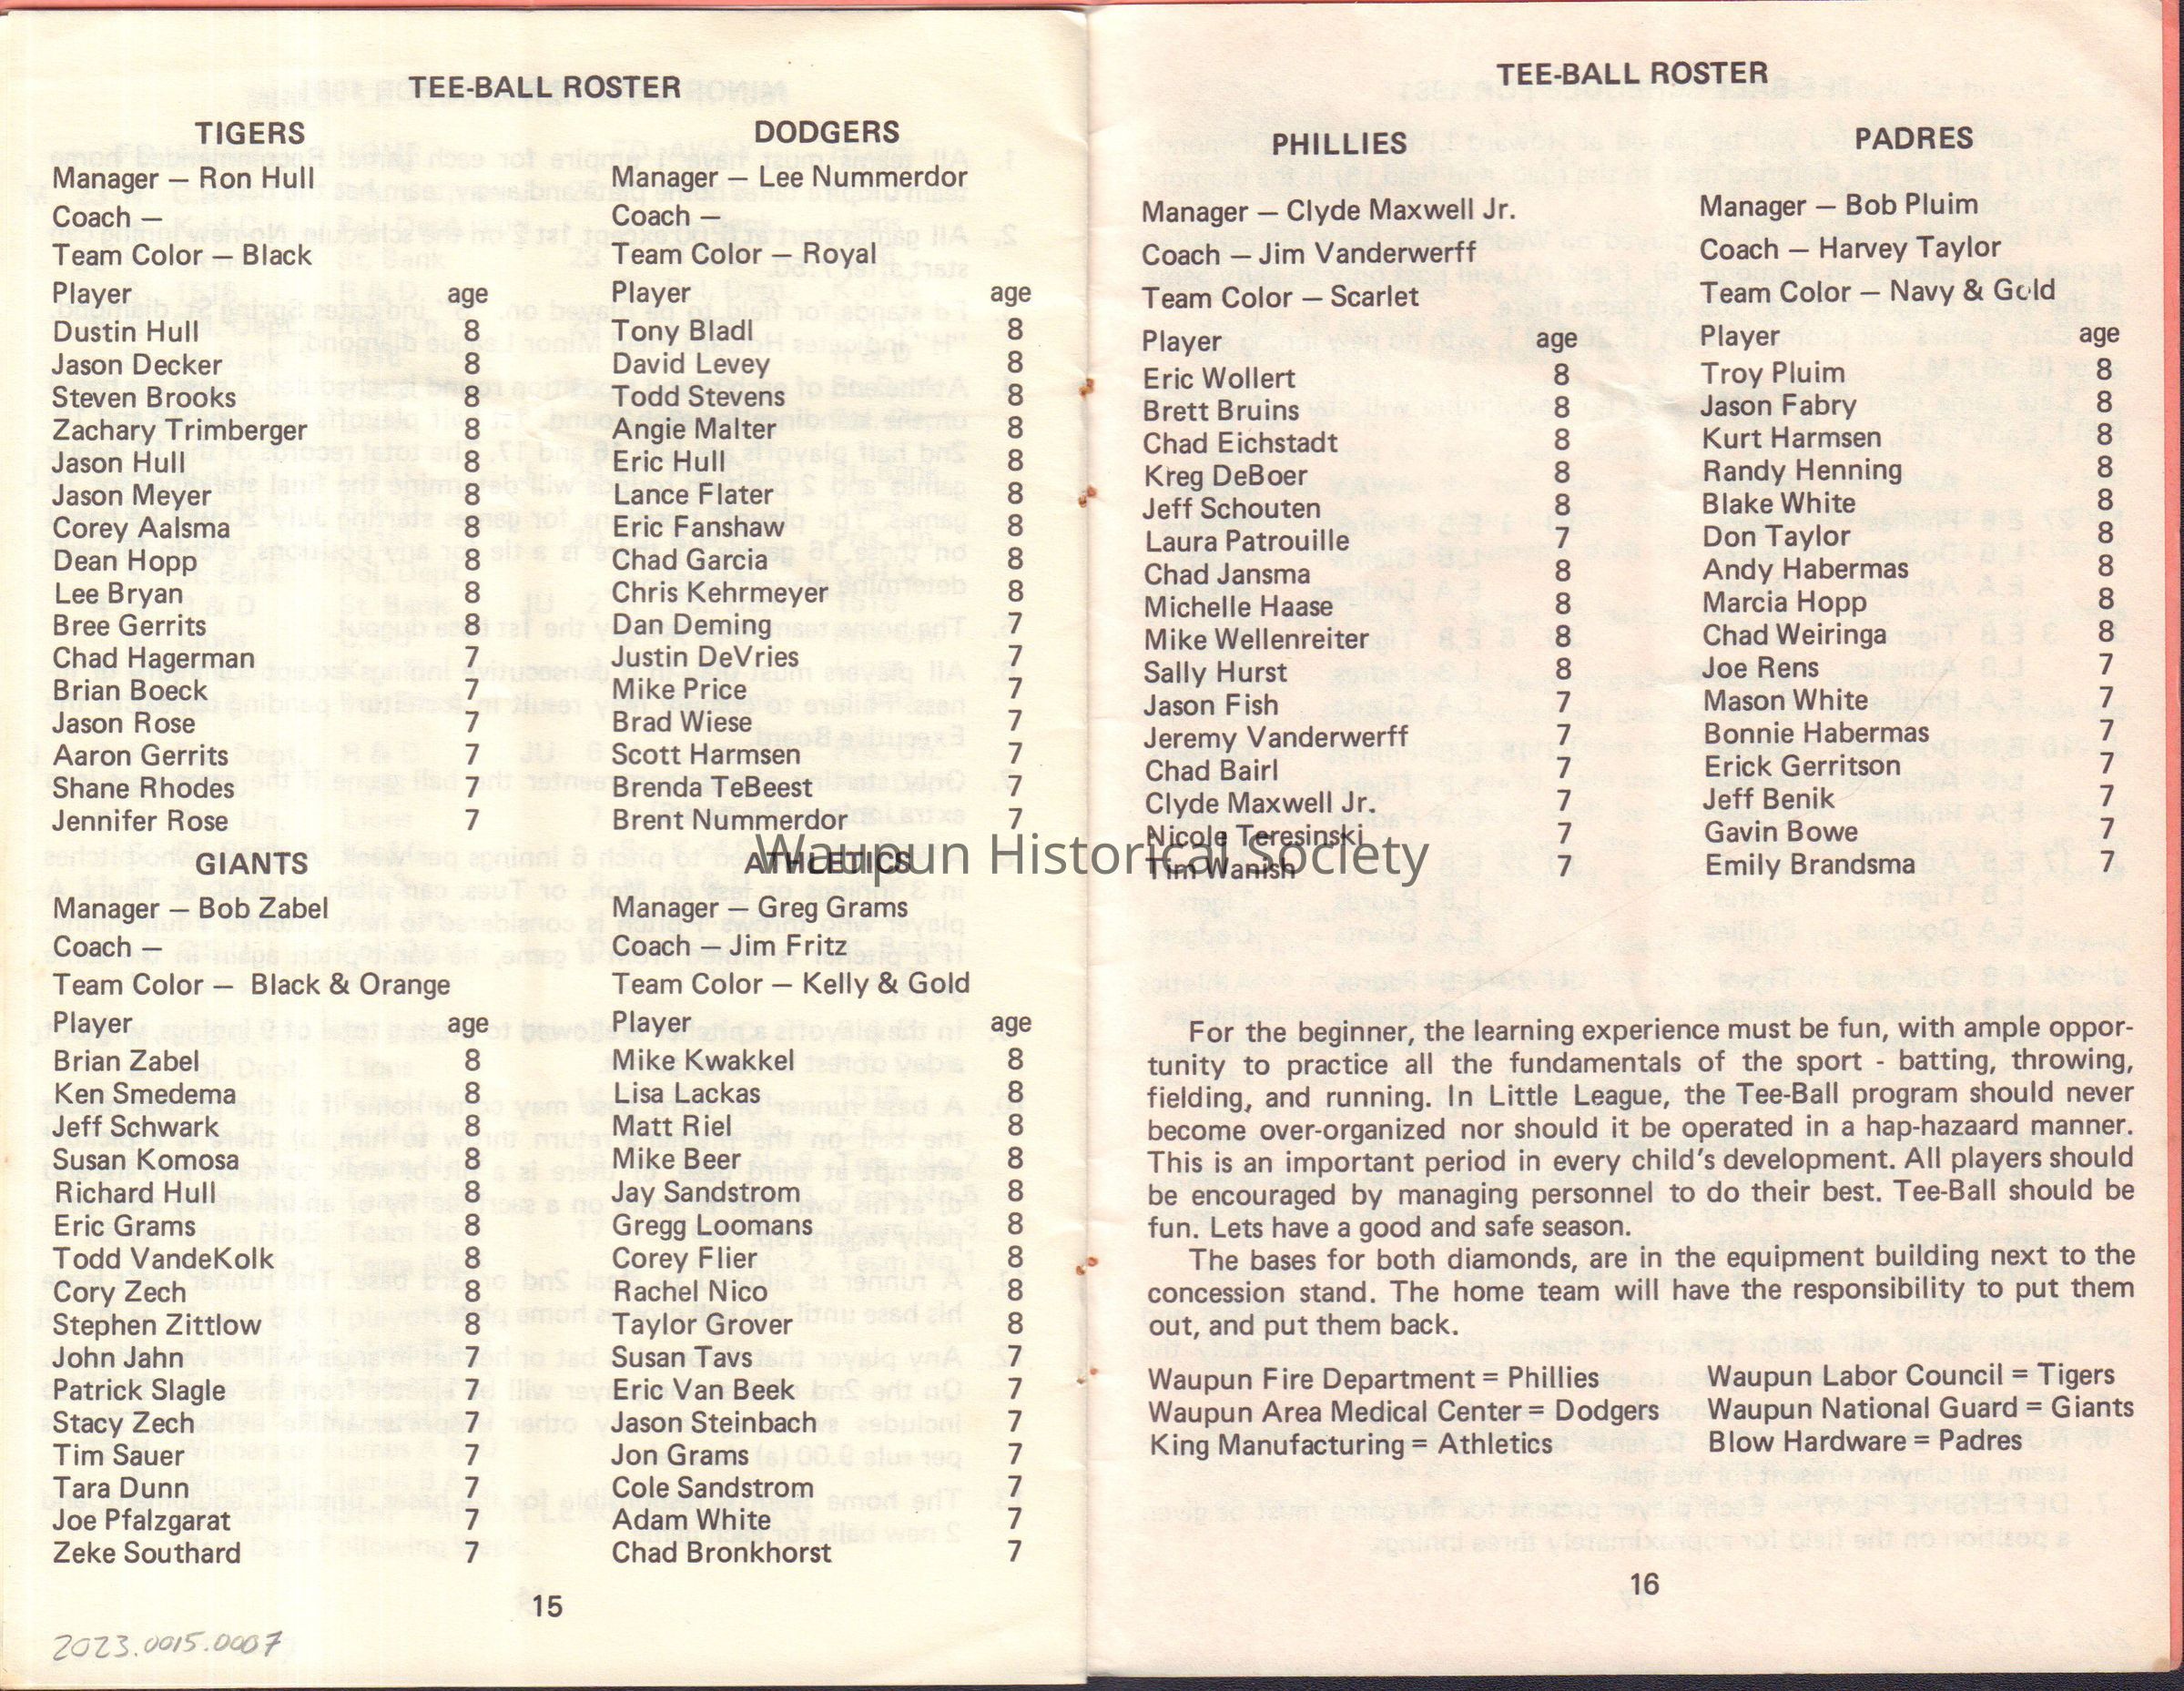 TEE-BALL ROSTER
TIGERS
Manager – Ron Hull
Coach –
Team Color – Black
Player age
Dustin Hull 8
Jason Decker 8
Steven Brooks 8
Zachary Trimberger 8
Jason Hull 8
Jason Meyer 8
Corey Aalsma 8
Dean Hopp 8
Lee Bryan 8
Bree Gerrits 8
Chad Hagerman 7
Brian Boeck 7
Jason Rose 7
Aaron Gerrits 7
Shane Rhodes 7
Jennifer Rose 7
DODGERS
Manager – Lee Nummerdor
Coach –
Team Color – Royal
Player age
Tony Bladl 8
David Levey 8
Todd Stevens 8
Angie Malter 8
Eric Hull 8
Lance Flater 8
Eric Fanshaw 8
Chad Garcia 8
Chris Kehrmeyer 8
Dan Deming 7
Justin DeVries 7
Mike Price 7
Brad Wiese 7
Scott Harmsen 7
Brenda TeBeest 7
Brent Nummerdor 7
GIANTS
Manager – Bob Zabel
Coach –
Team Color – Black & Orange
Player age
Brian Zabel 8
Ken Smedema 8
Jeff Schwark 8
Susan Komosa 8
Richard Hull 8
Eric Grams 8
Todd VandeKolk 8
Cory Zech 8
Stephen Zittlow 8
John Jahn 7
Patrick Slagle 7
Stacy Zech 7
Tim Sauer 7
Tara Dunn 7
Joe Pfalzgarat 7
Zeke Southard 7
ATHLETICS
Manager – Greg Grams
Coach – Jim Fritz
Team Color – Kelly & Gold
Player age
Mike Kwakkel 8
Lisa Lackas 8
Matt Riel 8
Mike Beer 8
Jay Sandstrom 8
Gregg Loomans 8
Corey Flier 8
Rachel Nico 8
Taylor Grover 8
Susan Tavs 7
Eric Van Beek 7
Jason Steinbach 7
Jon Grams 7
Cole Sandstrom 7
Adam White 7
Chad Bronkhorst 7
15
2023.0015.0007
TEE-BALL ROSTER
PHILLIES
Manager – Clyde Maxwell Jr.
Coach – Jim Vanderwerff
Team Color – Scarlet
Player age
Eric Wollert 8
Brett Bruins 8
Chad Eichstadt 8
Kreg DeBoer 8
Jeff Schouten 8
Laura Patrouille 7
Chad Jansma 8
Michelle Haase 8
Mike Wellenreiter 8
Sally Hurst 8
Jason Fish 7
Jeremy Vanderwerff 7
Chad Bairl 7
Clyde Maxwell Jr. 7
Nicole Teresinski 7
Tim Wanish 7
PADRES
Manager – Bob Pluim
Coach – Harvey Taylor
Team Color – Navy & Gold
Player age
Troy Pluim 8
Jason Fabry 8
Kurt Harmsen 8
Randy Henning 8
Blake White 8
Don Taylor 8
Andy Habermas 8
Marcia Hopp 8
Chad Weiringa 8
Joe Rens 7
Mason White 7
Bonnie Habermas 7
Erick Gerritson 7
Jeff Benik 7
Gavin Bowe 7
Emily Brandsma 7
Waupun Historical Society
For the beginner, the learning experience must be fun, with ample oppor-
tunity to practice all the fundamentals of the sport - batting, throwing,
fielding, and running. In Little League, the Tee-Ball program should never
become over-organized nor should it be operated in a hap-hazaard manner.
This is an important period in every child's development. All players should
be encouraged by managing personnel to do their best. Tee-Ball should be
fun. Lets have a good and safe season.
The bases for both diamonds, are in the equipment building next to the
concession stand. The home team will have the responsibility to put them
out, and put them back.
Waupun Fire Department = Phillies Waupun Labor Council = Tigers
Waupun Area Medical Center = Dodgers Waupun National Guard = Giants
King Manufacturing = Athletics Blow Hardware = Padres
16